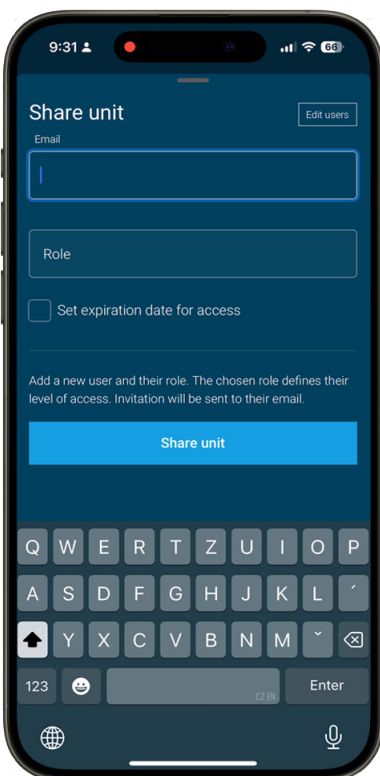 9:31
66
Share unit
Edit users
Email
Role
Set expiration date for access
Add a new user and their role. The chosen role defines their
level of access. Invitation will be sent to their email.
Share unit
Q W E R T Z U I O P
A S D F G H J K L ´
Y X C V B N M ˇ
123
CZ EN
Enter